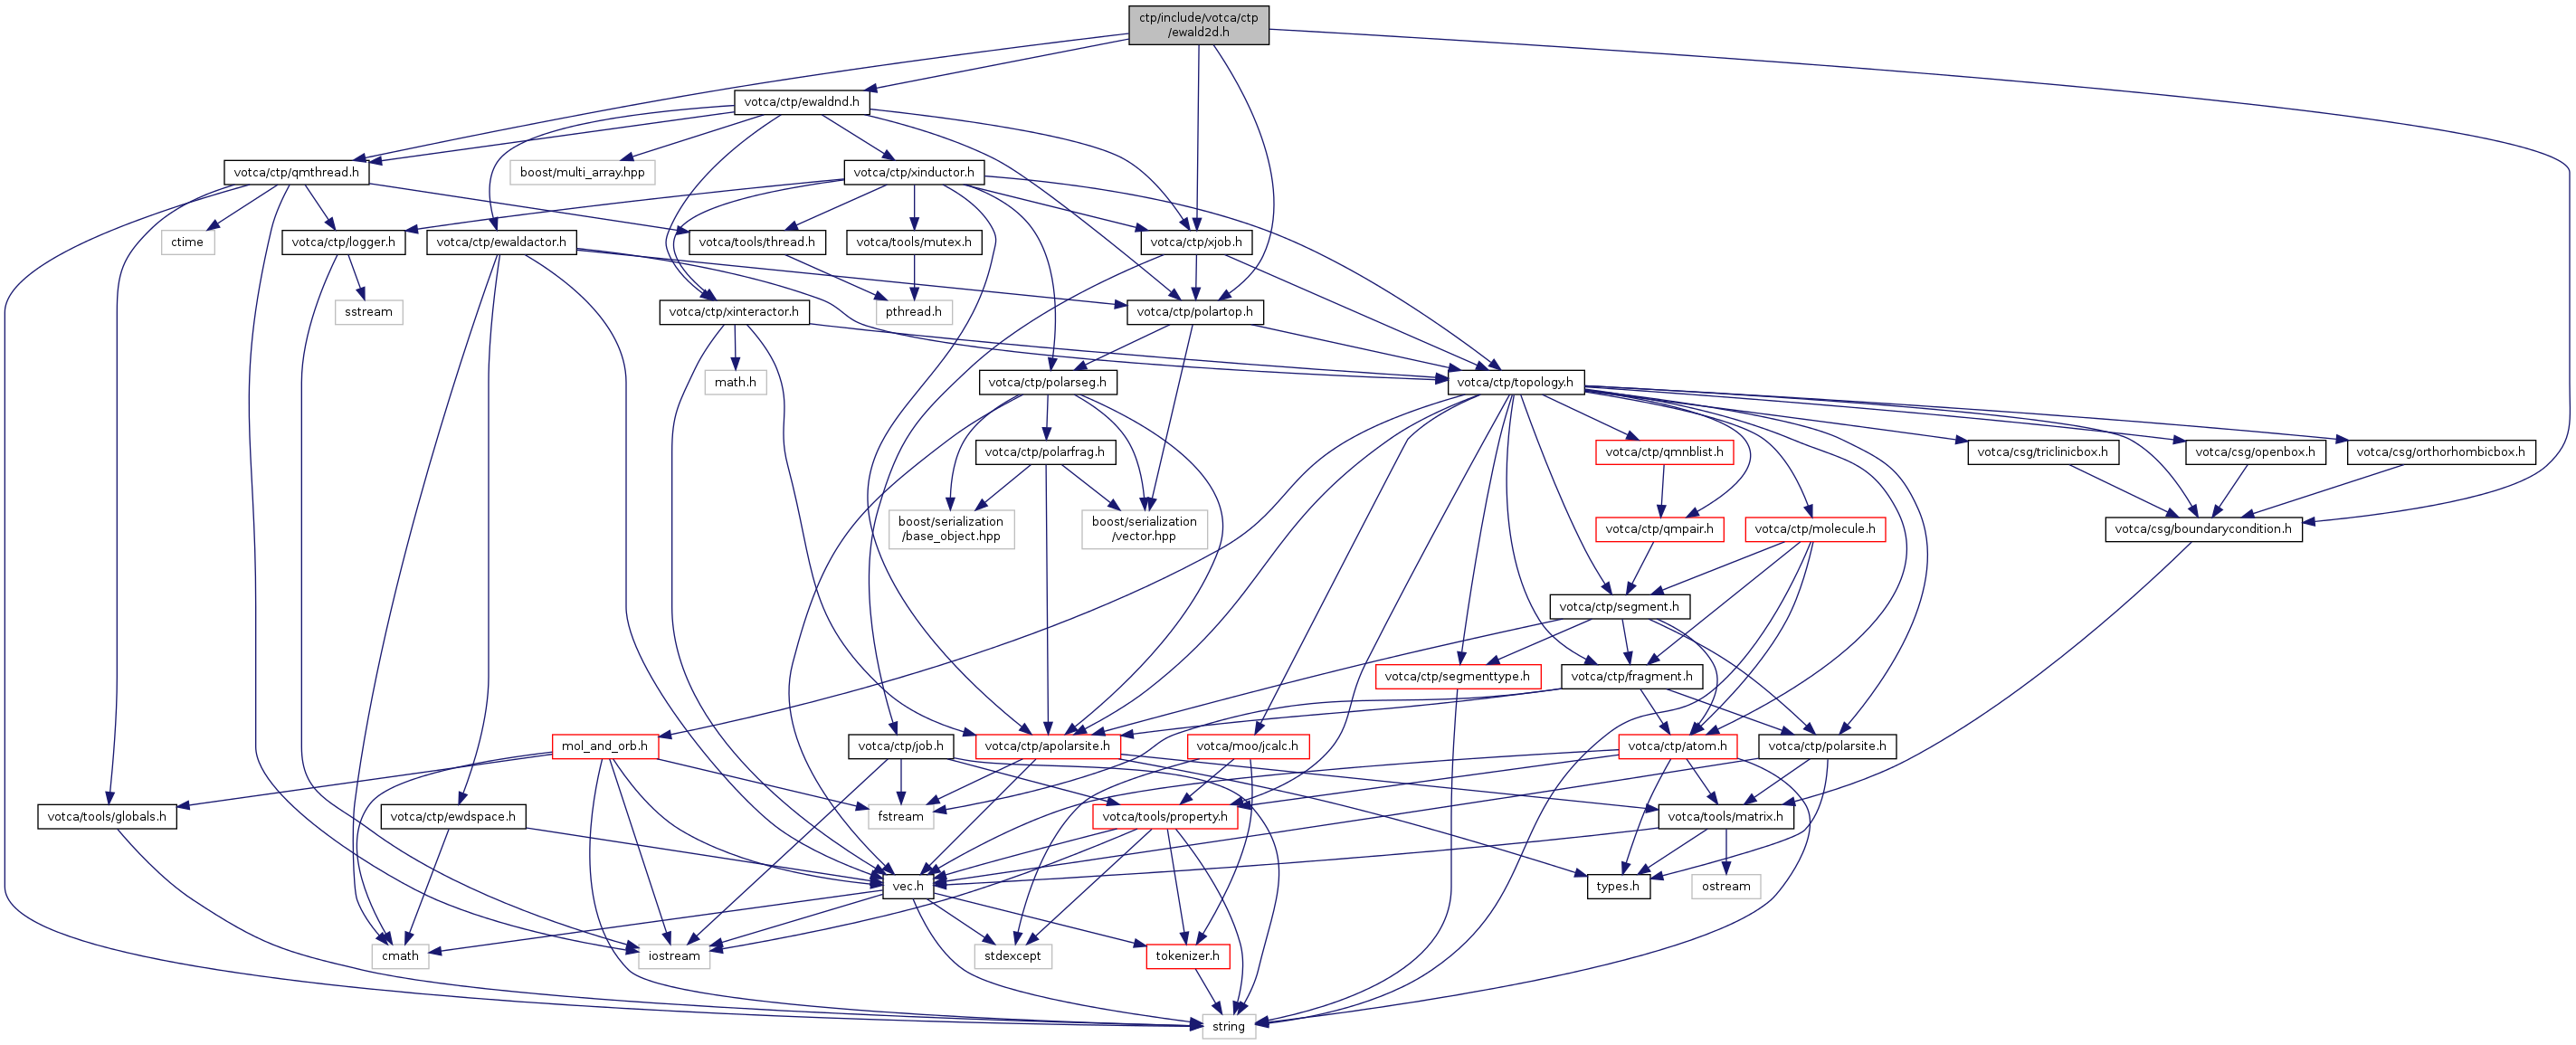 ctp/include/votca/ctp
/ewald2d.h
votca/ctp/ewaldnd.h
votca/ctp/qmthread.h
boost/multi_array.hpp
votca/ctp/xinductor.h
ctime
votca/ctp/logger.h
votca/ctp/ewaldactor.h
votca/tools/thread.h
votca/tools/mutex.h
votca/ctp/xjob.h
sstream
votca/ctp/xinteractor.h
pthread.h
votca/ctp/polartop.h
math.h
votca/ctp/polarseg.h
votca/ctp/topology.h
votca/ctp/polarfrag.h
votca/ctp/qmnblist.h
votca/csg/triclinicbox.h
votca/csg/openbox.h
votca/csg/orthorhombicbox.h
boost/serialization
/base_object.hpp
boost/serialization
/vector.hpp
votca/ctp/qmpair.h
votca/ctp/molecule.h
votca/csg/boundarycondition.h
votca/ctp/segment.h
votca/ctp/segmenttype.h
votca/ctp/fragment.h
mol_and_orb.h
votca/ctp/job.h
votca/ctp/apolarsite.h
votca/moo/jcalc.h
votca/ctp/atom.h
votca/ctp/polarsite.h
votca/tools/globals.h
votca/ctp/ewdspace.h
fstream
votca/tools/property.h
votca/tools/matrix.h
vec.h
types.h
ostream
cmath
iostream
stdexcept
tokenizer.h
string